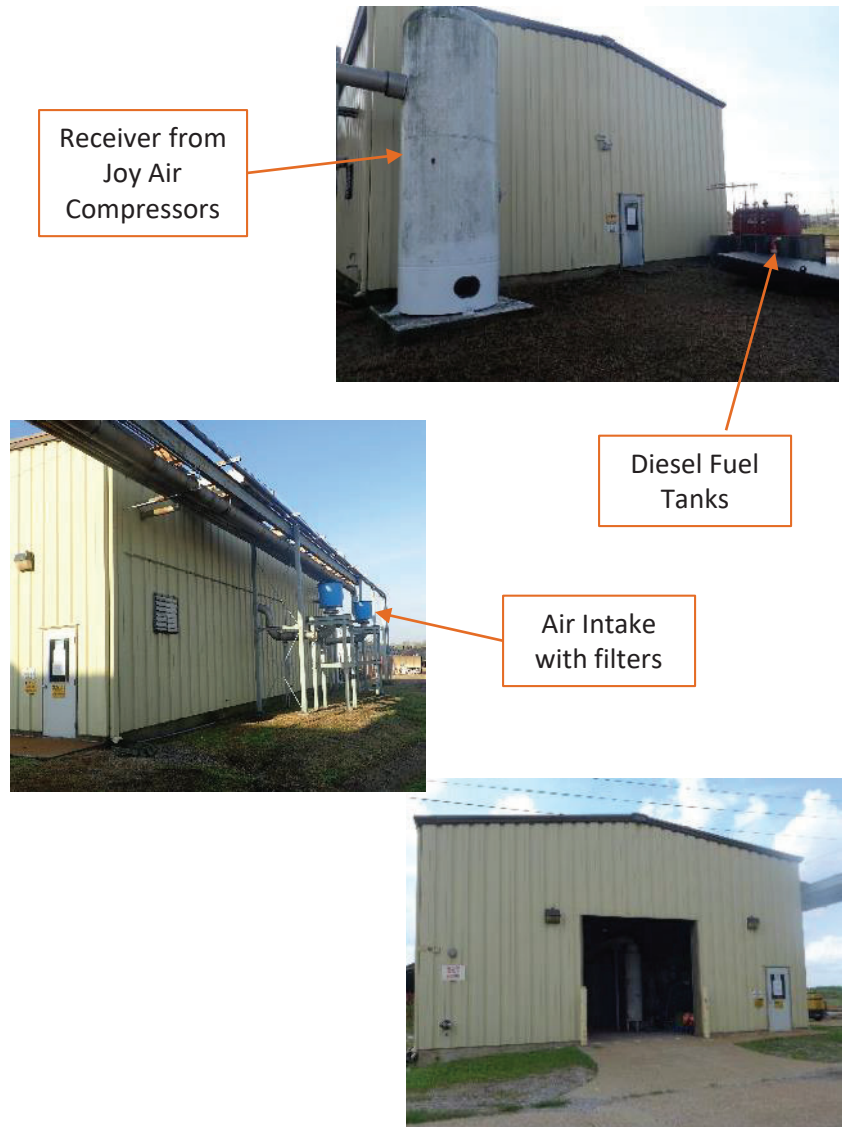 Receiver from
Joy Air
Compressors
Diesel Fuel
Tanks
Air Intake
with filters